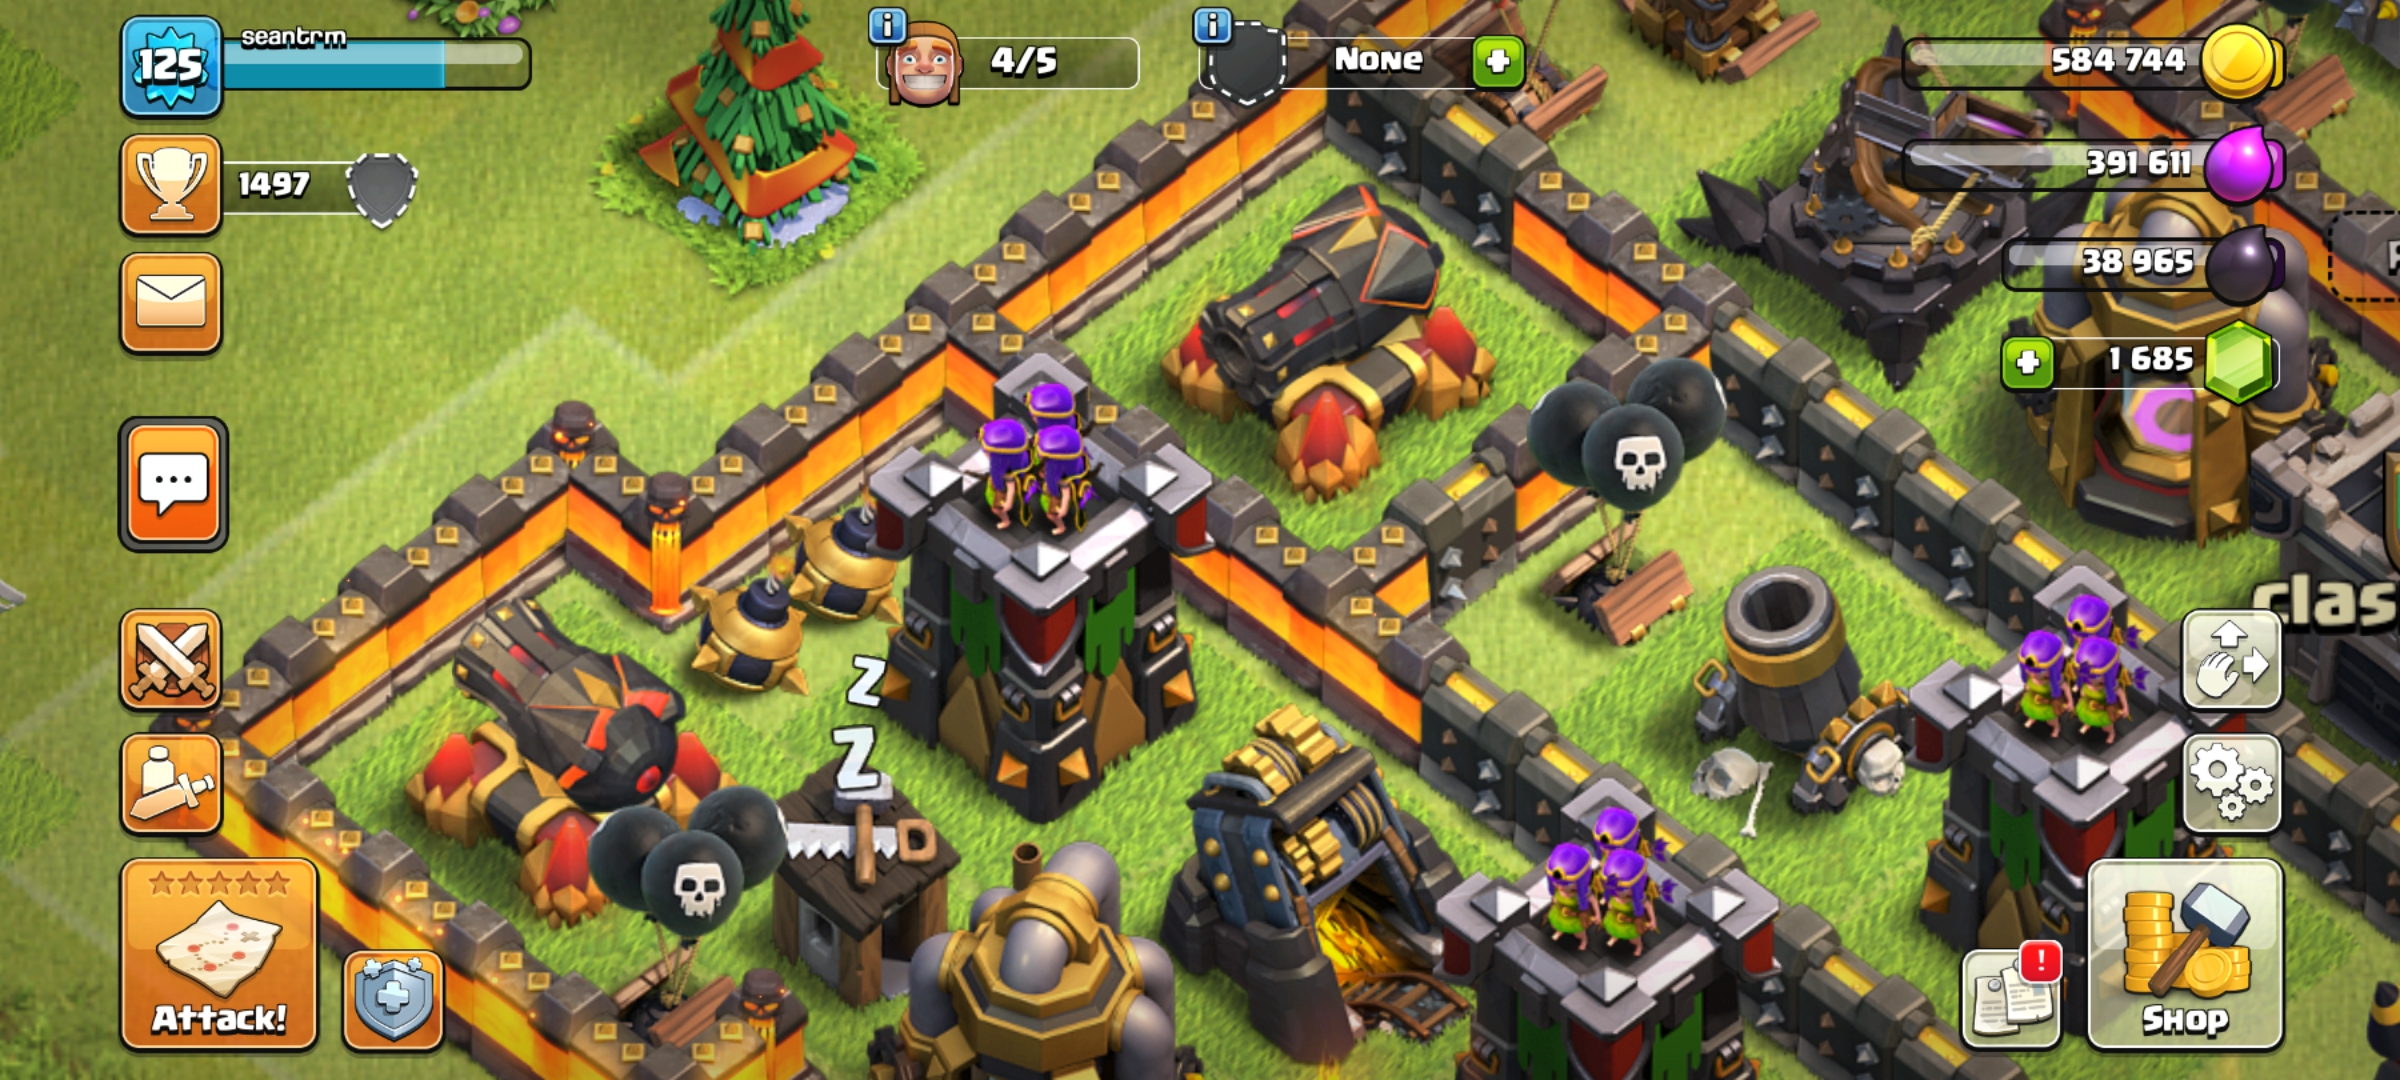 125
seantrm
4/5
None
584 744
1497
391 611
38 965
1 685
z
Z
clas
Attack!
!
Shop